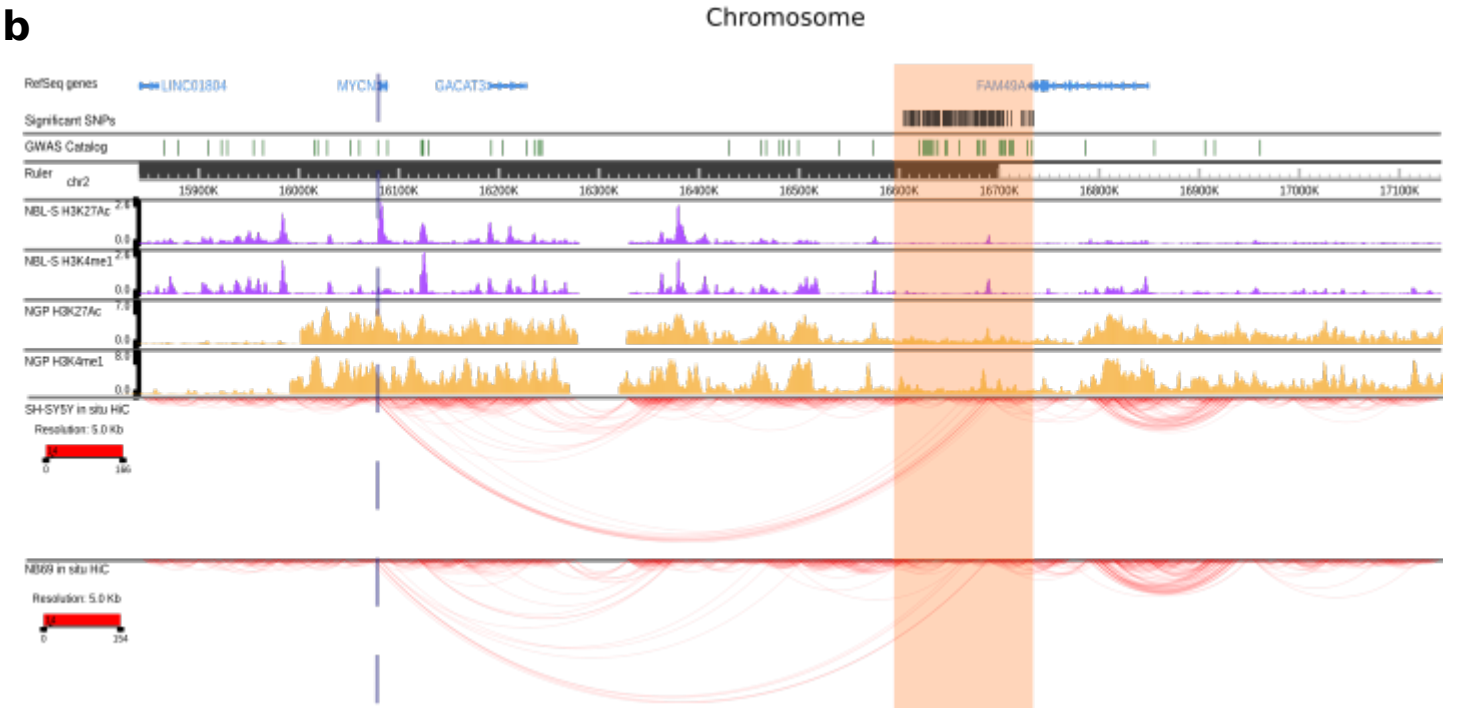 b
Chromosome
RefSeq genes
LINC01804 MYCN GACAT3 FAM49A
Significant SNPs
GWAS Catalog
Ruler
chr2
15900K 16000K 16100K 16200K 16300K 16400K 16500K 16600K 16700K 16800K 16900K 17000K 17100K
NBL-S H3K27Ac 2.6
0.0
NBL-S H3K4me1 2.6
0.0
NGP H3K27Ac 7.0
0.0
NGP H3K4me1 8.0
0.0
SH-SY5Y in situ HiC
Resolution: 5.0 Kb
0 166
NB69 in situ HiC
Resolution: 5.0 Kb
0 154